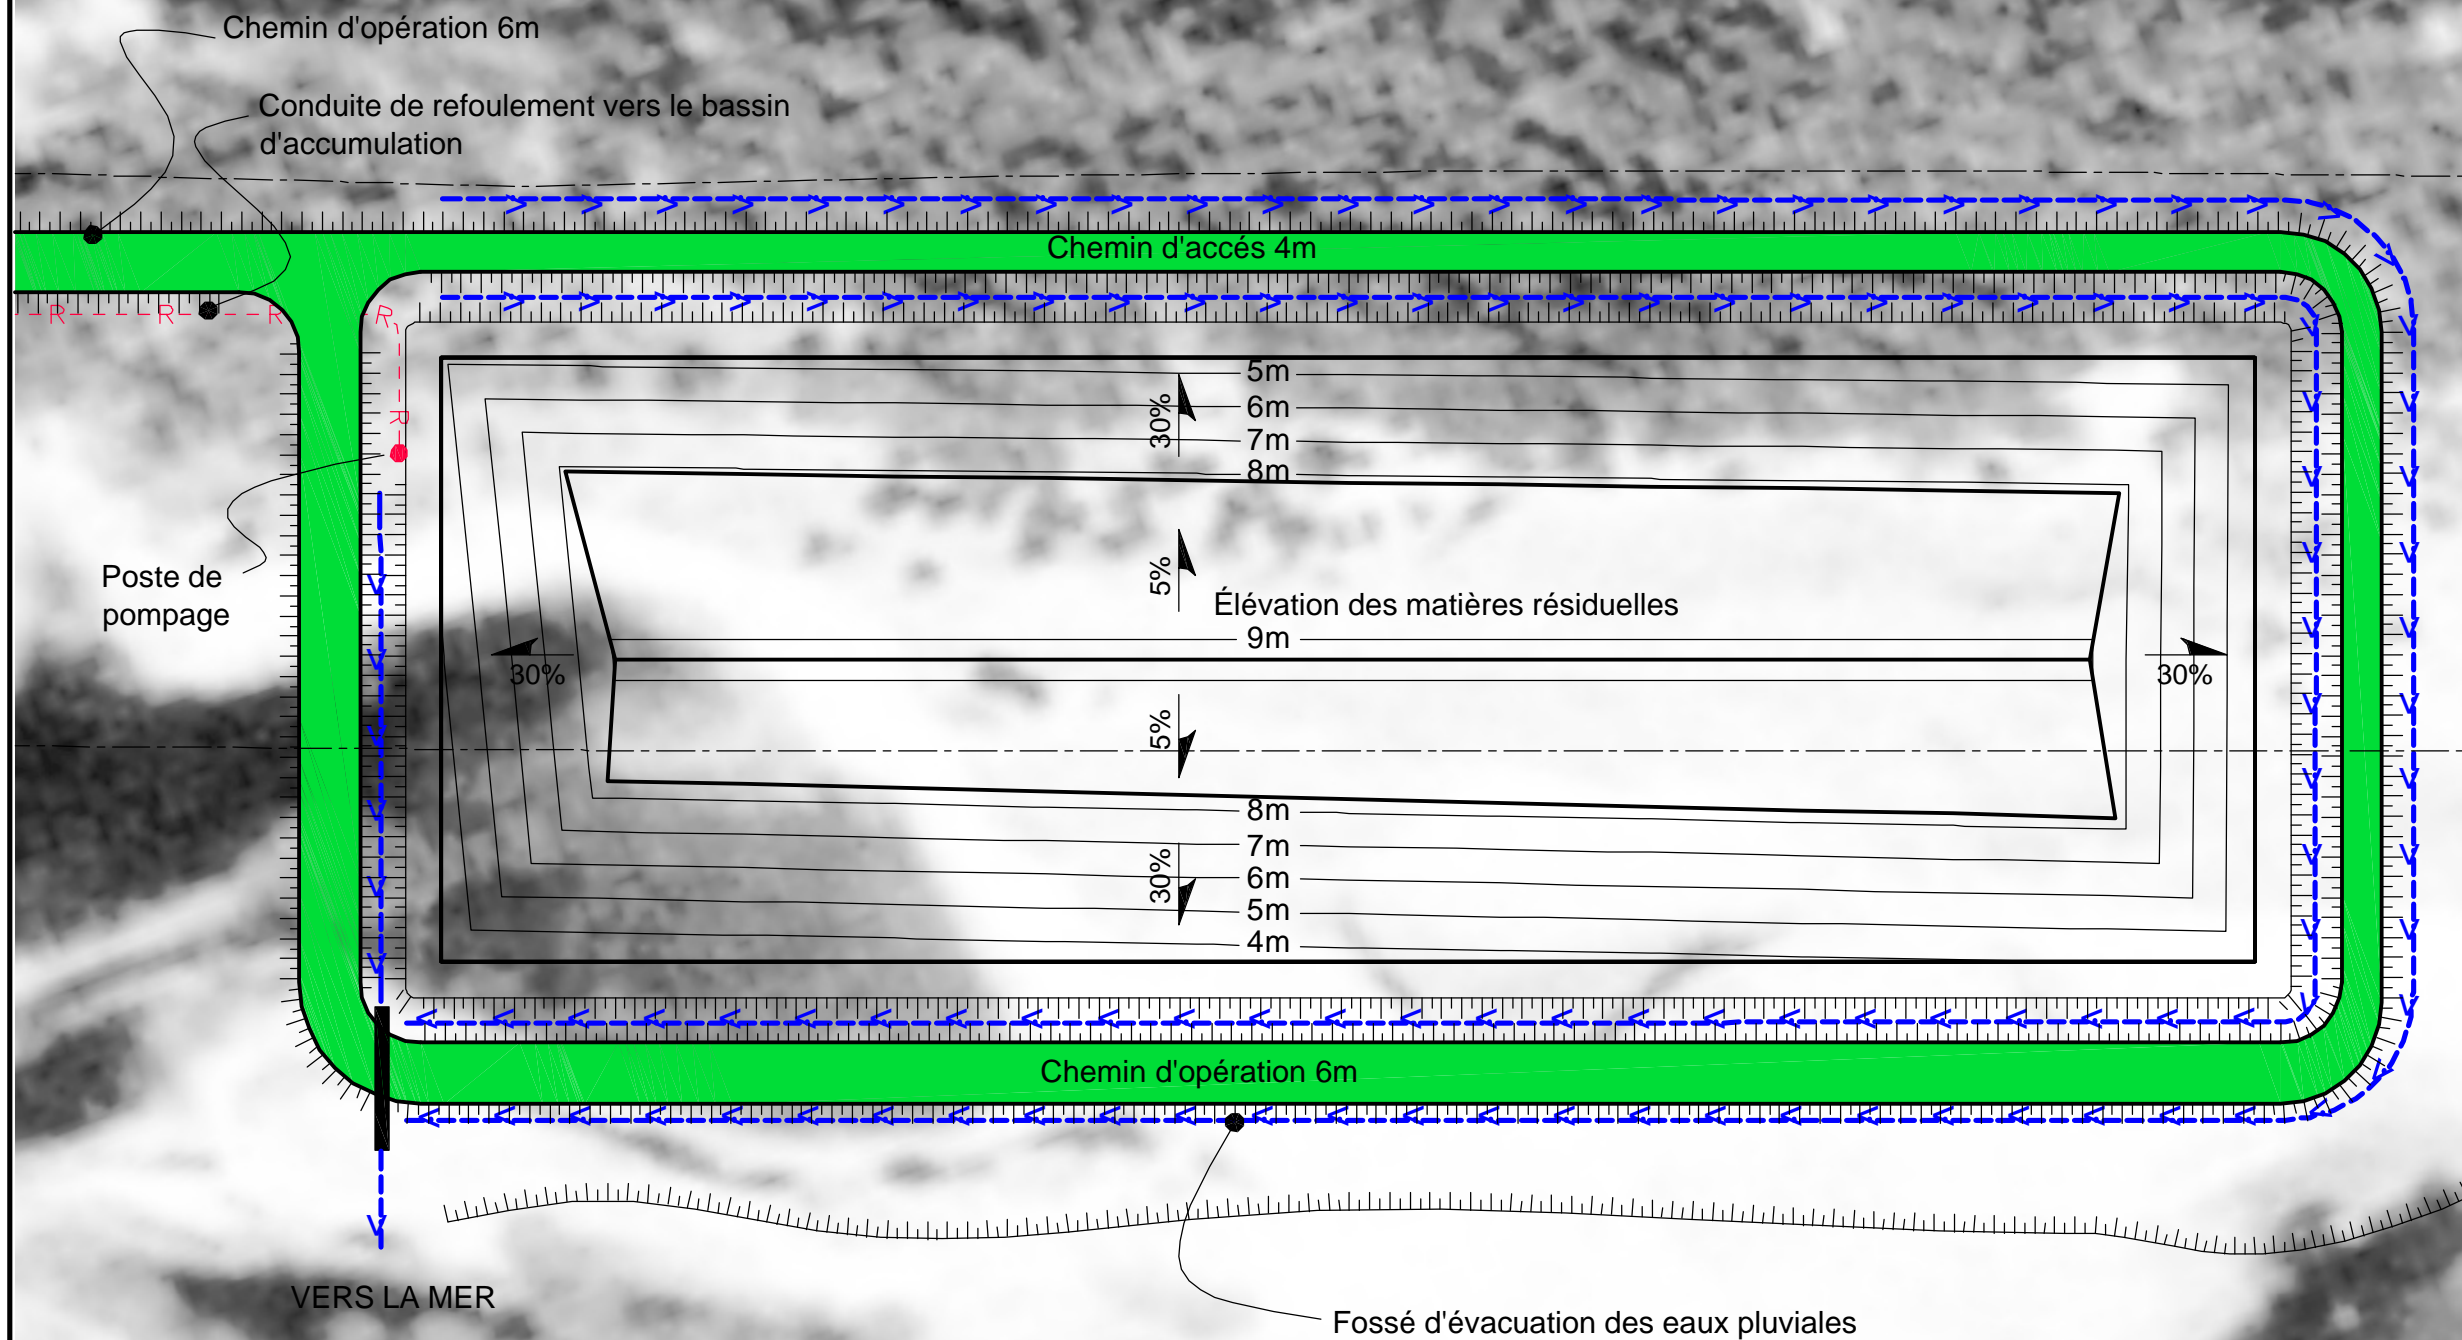 Chemin d'opération 6m
Conduite de refoulement vers le bassin
d'accumulation
Chemin d'accés 4m
R R R R
R
5m
30%
6m
7m
8m
5%
Poste de
pompage
Élévation des matières résiduelles
9m
30%
30%
5%
8m
7m
30%
6m
5m
4m
Chemin d'opération 6m
VERS LA MER
Fossé d'évacuation des eaux pluviales